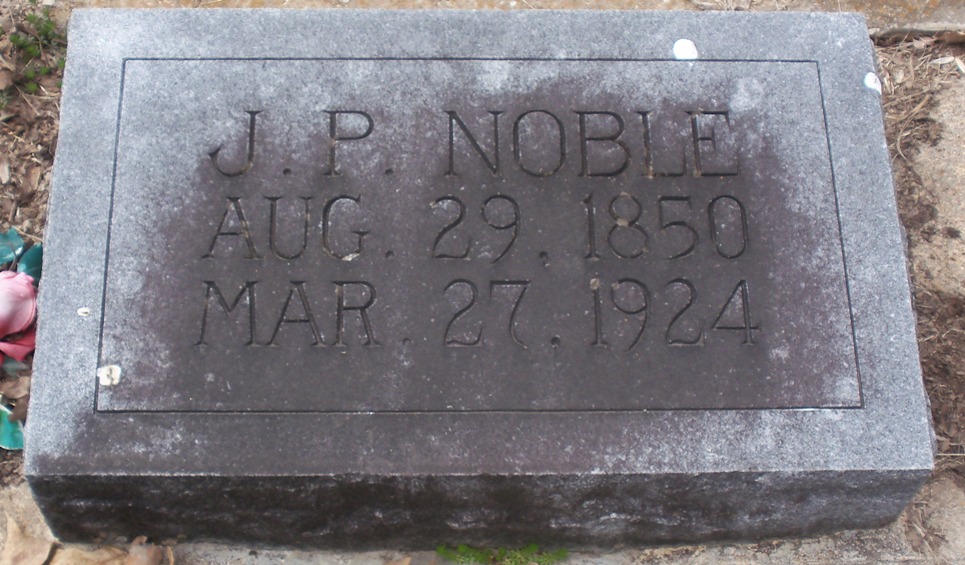 J. P. NOBLE
AUG. 29, 1850
MAR. 27, 1924